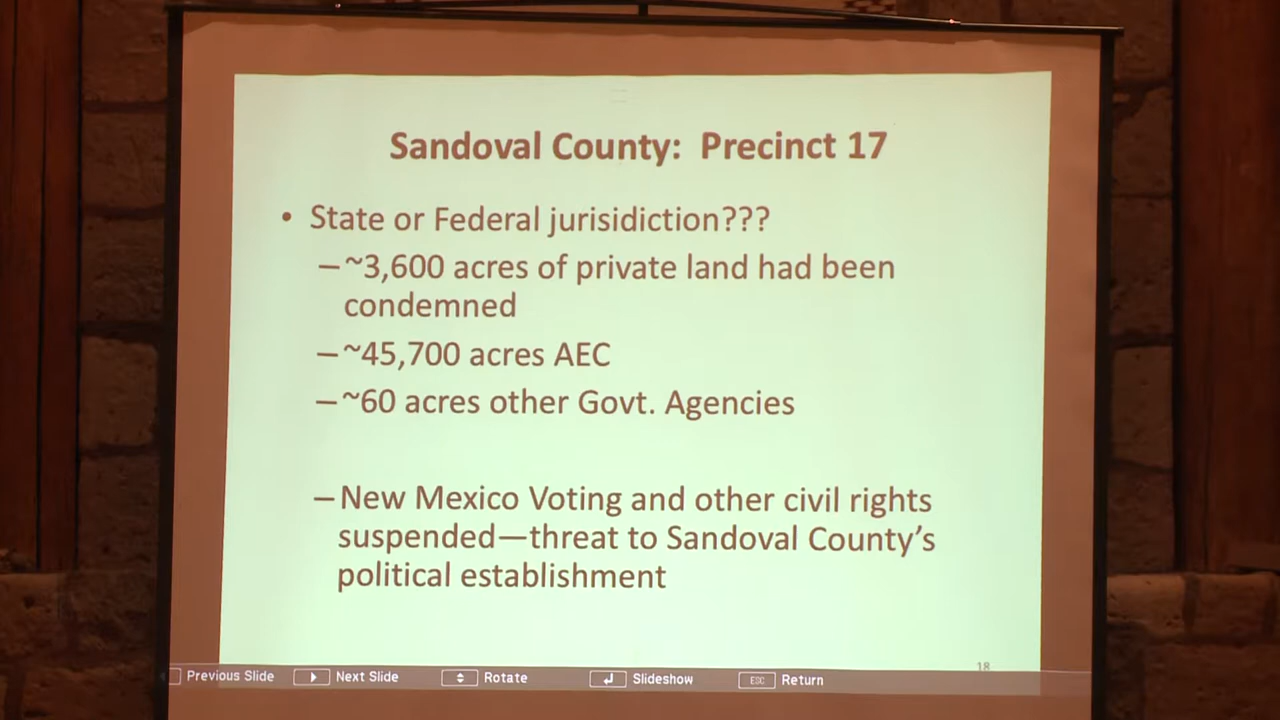 Sandoval County: Precinct 17
• State or Federal jurisidiction???
–~3,600 acres of private land had been
condemned
–~45,700 acres AEC
–~60 acres other Govt. Agencies
–New Mexico Voting and other civil rights
suspended—threat to Sandoval County’s
political establishment
18
Previous Slide Next Slide Rotate Slideshow ESC Return